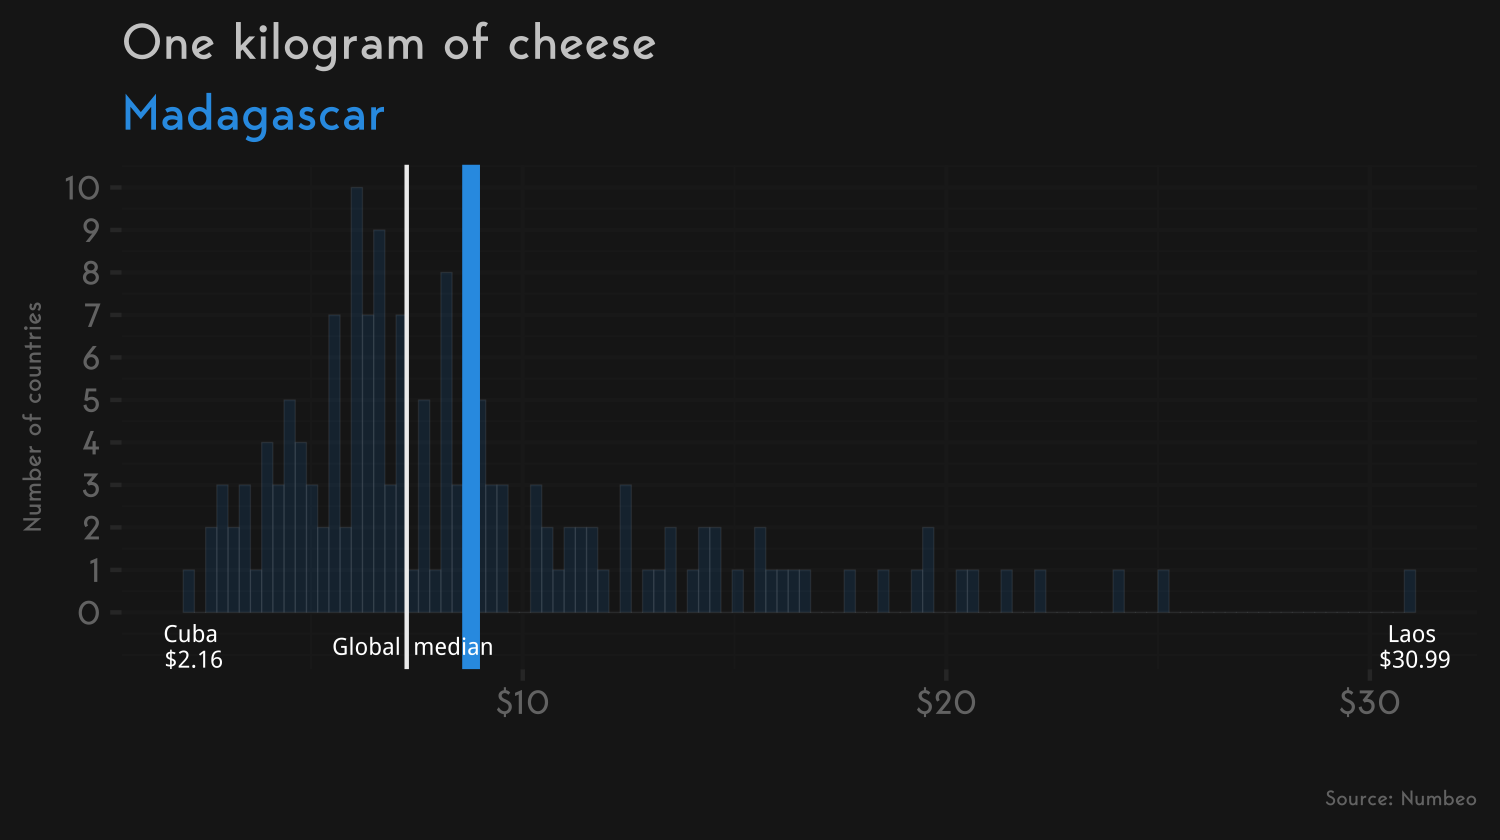 One kilogram of cheese
Madagascar
Number of countries
10
9
8
7
6
5
4
3
2
1
0
Cuba
$2.16
Global median
Laos
$30.99
$10 $20 $30
Source: Numbeo